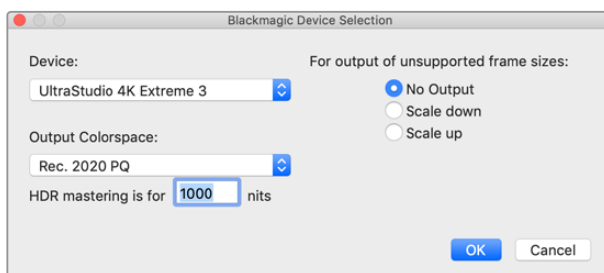 Blackmagic Device Selection
Device:
UltraStudio 4K Extreme 3
Output Colorspace:
Rec. 2020 PQ
HDR mastering is for 1000 nits
For output of unsupported frame sizes:
No Output
Scale down
Scale up
OK
Cancel